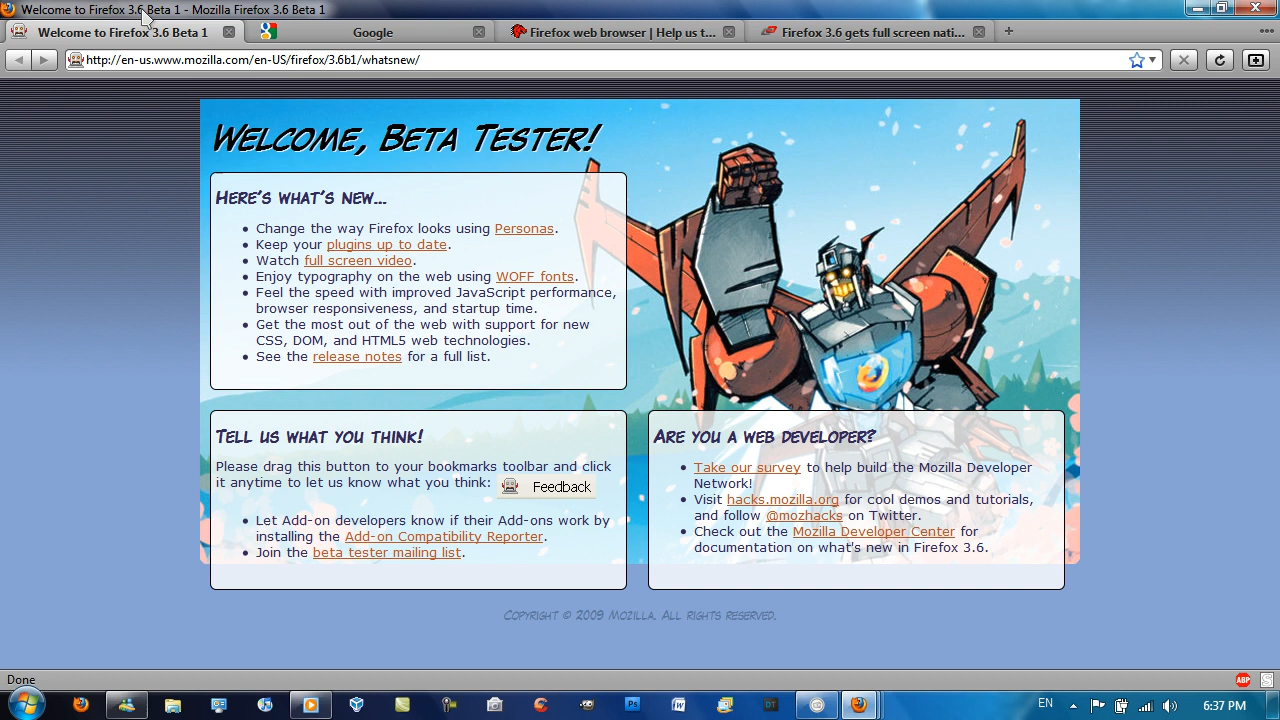 Welcome to Firefox 3.6 Beta 1 - Mozilla Firefox 3.6 Beta 1
Welcome to Firefox 3.6 Beta 1
Google
Firefox web browser | Help us t...
Firefox 3.6 gets full screen nati...
http://en-us.www.mozilla.com/en-US/firefox/3.6b1/whatsnew/
Welcome, Beta Tester!
Here's what's new...
• Change the way Firefox looks using Personas.
• Keep your plugins up to date.
• Watch full screen video.
• Enjoy typography on the web using WOFF fonts.
• Feel the speed with improved JavaScript performance,
browser responsiveness, and startup time.
• Get the most out of the web with support for new
CSS, DOM, and HTML5 web technologies.
• See the release notes for a full list.
Tell us what you think!
Please drag this button to your bookmarks toolbar and click
it anytime to let us know what you think: Feedback
• Let Add-on developers know if their Add-ons work by
installing the Add-on Compatibility Reporter.
• Join the beta tester mailing list.
Are you a web developer?
• Take our survey to help build the Mozilla Developer
Network!
• Visit hacks.mozilla.org for cool demos and tutorials,
and follow @mozhacks on Twitter.
• Check out the Mozilla Developer Center for
documentation on what's new in Firefox 3.6.
Copyright © 2009 Mozilla. All rights reserved.
Done
ABP
Ps
W
DT
EN
6:37 PM